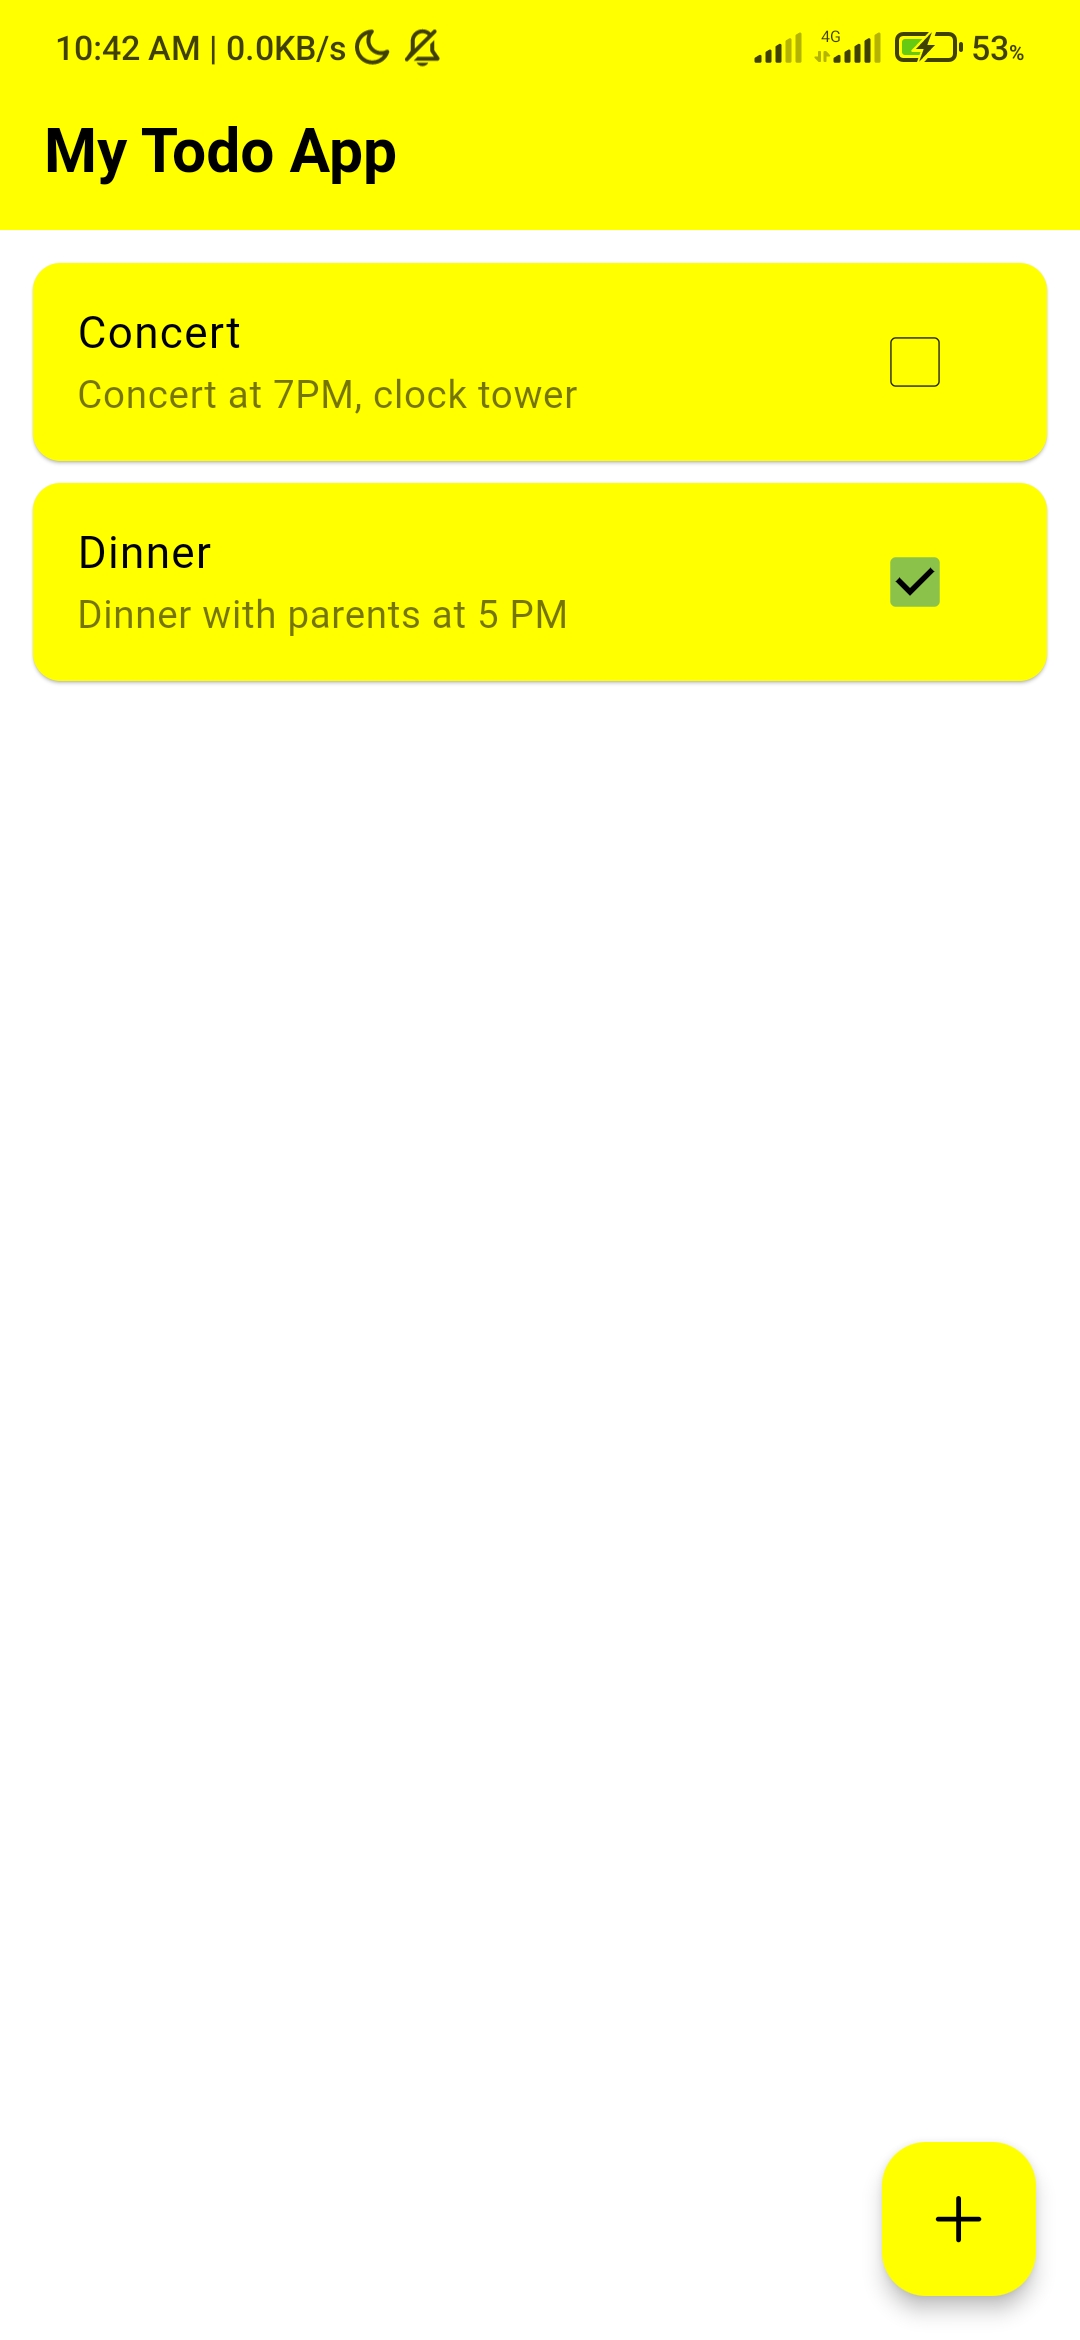 10:42 AM | 0.0KB/s 4G 53%
My Todo App
Concert
Concert at 7PM, clock tower
Dinner
Dinner with parents at 5 PM